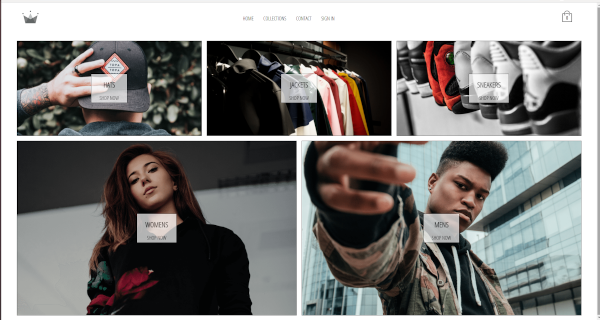 HOME COLLECTIONS CONTACT SIGN IN
HATS
SHOP NOW
JACKETS
SHOP NOW
SNEAKERS
SHOP NOW
WOMENS
SHOP NOW
MENS
SHOP NOW